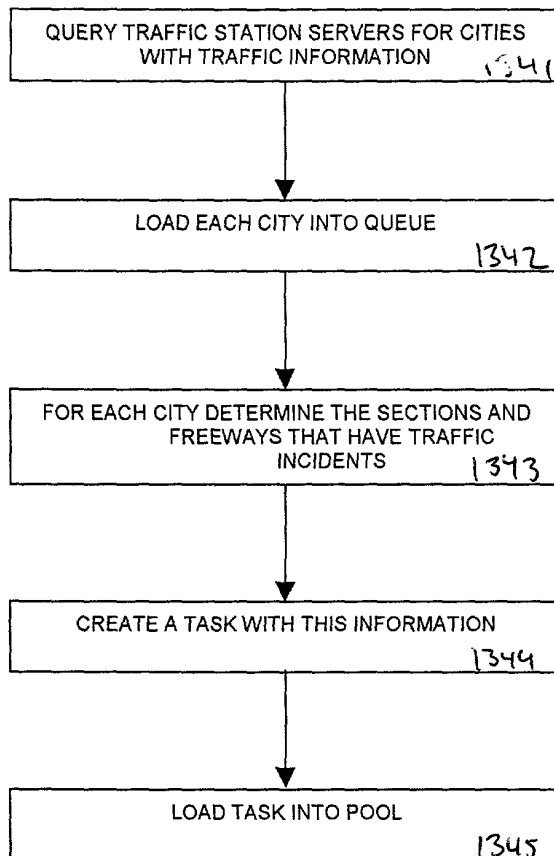 QUERY TRAFFIC STATION SERVERS FOR CITIES
WITH TRAFFIC INFORMATION
1341
LOAD EACH CITY INTO QUEUE
1342
FOR EACH CITY DETERMINE THE SECTIONS AND
FREEWAYS THAT HAVE TRAFFIC
INCIDENTS
1343
CREATE A TASK WITH THIS INFORMATION
1344
LOAD TASK INTO POOL
1345